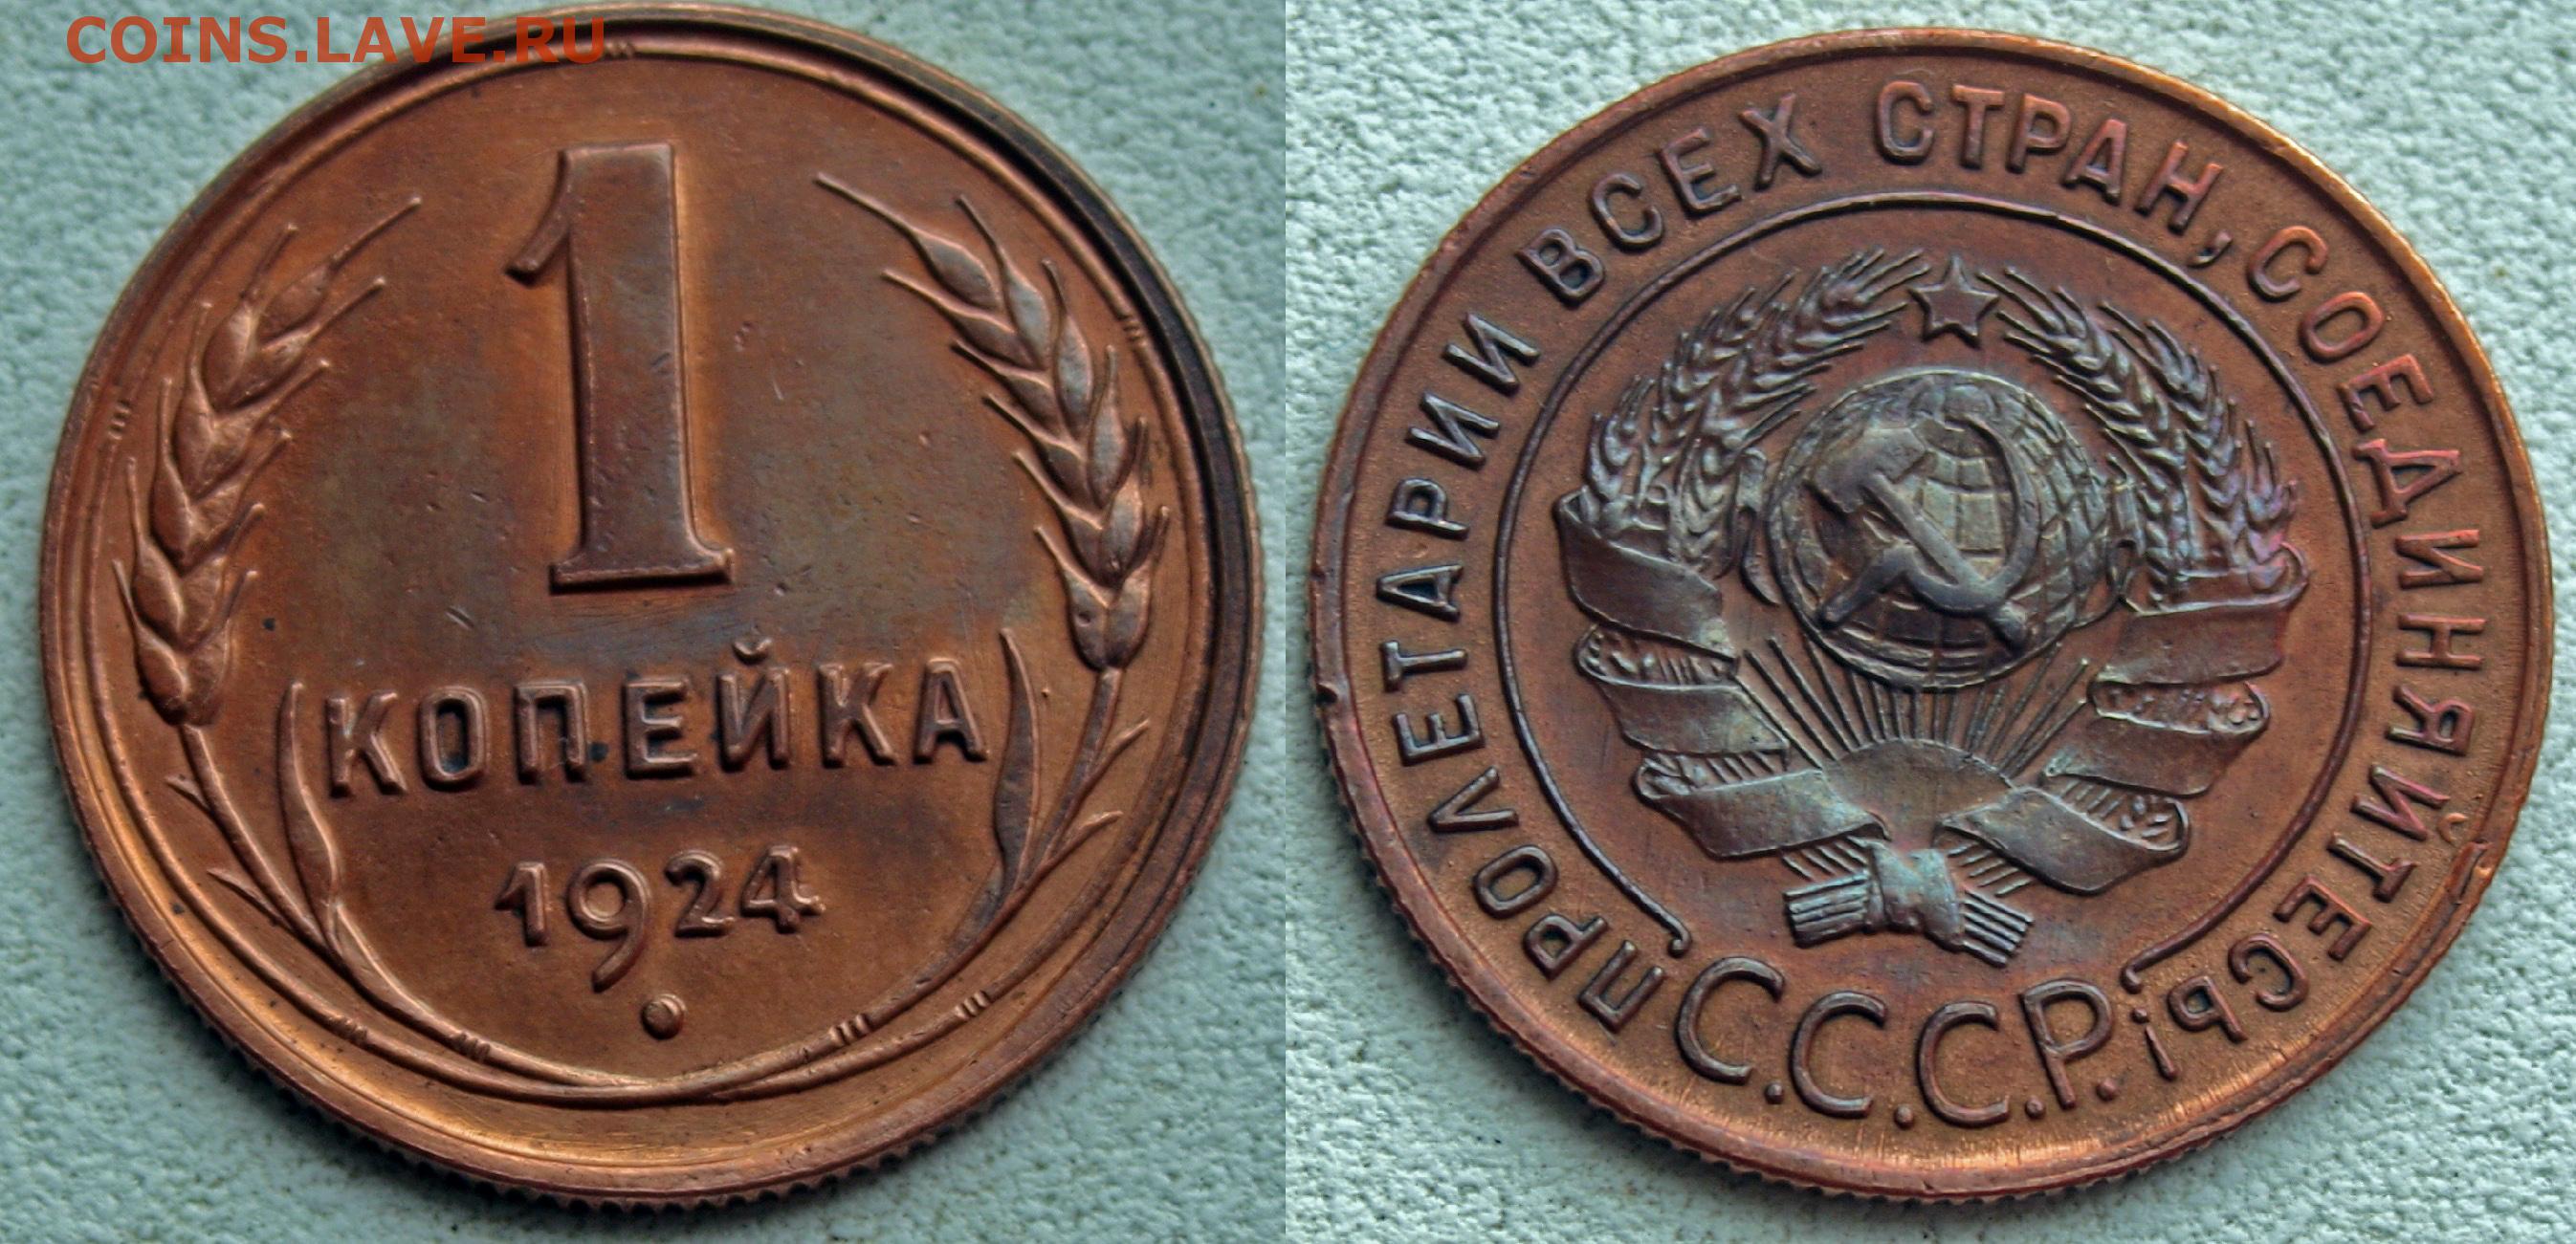 COINS.LAVE.RU
1
КОПЕЙКА
1924
ПРОЛЕТАРИИ ВСЕХ СТРАН, СОЕДИНЯЙТЕСЬ!
С.С.С.Р.